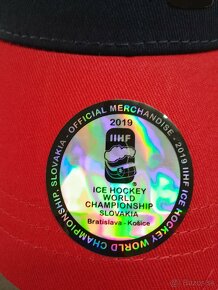 SLOVAKIA - OFFICIAL MERCHANDISE - 2019 IIHF ICE HOCKEY WORLD CHAMPIONSHIP,
2019
IIHF
ICE HOCKEY
WORLD
CHAMPIONSHIP
SLOVAKIA
Bratislava - Košice